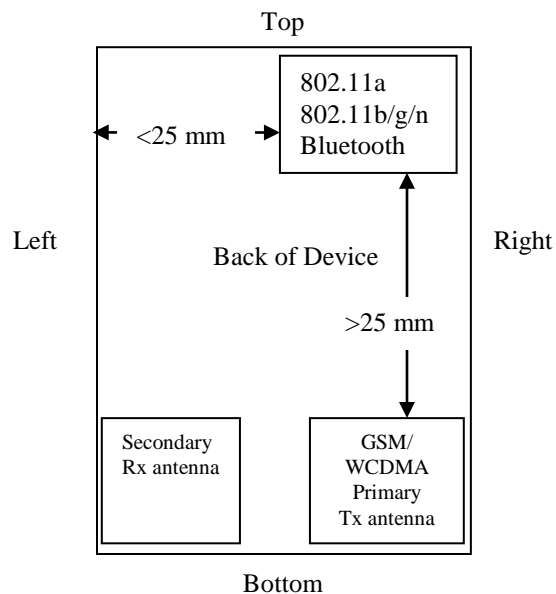 Top
802.11a
802.11b/g/n
Bluetooth
<25 mm
Left
Back of Device
Right
>25 mm
Secondary
Rx antenna
GSM/
WCDMA
Primary
Tx antenna
Bottom